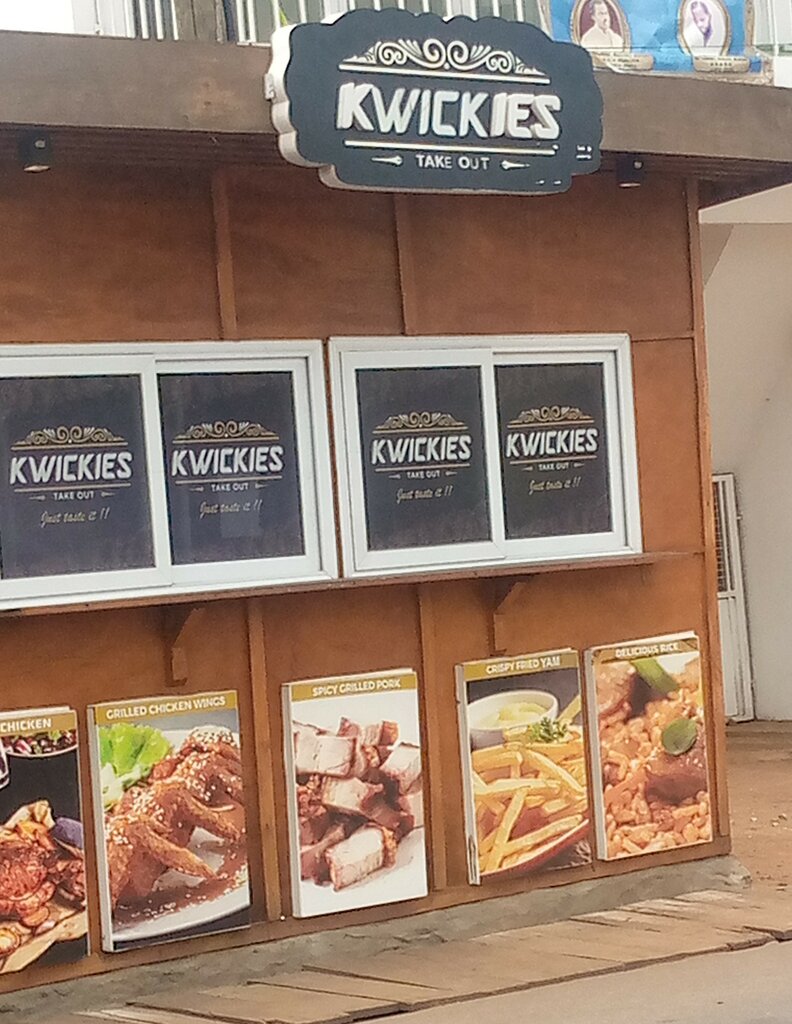 KWICKIES
TAKE OUT
KWICKIES
TAKE OUT
Just taste it !!
KWICKIES
TAKE OUT
Just taste it !!
KWICKIES
TAKE OUT
Just taste it !!
KWICKIES
TAKE OUT
Just taste it !!
CHICKEN
GRILLED CHICKEN WINGS
SPICY GRILLED PORK
CRISPY FRIED YAM
DELICIOUS RICE